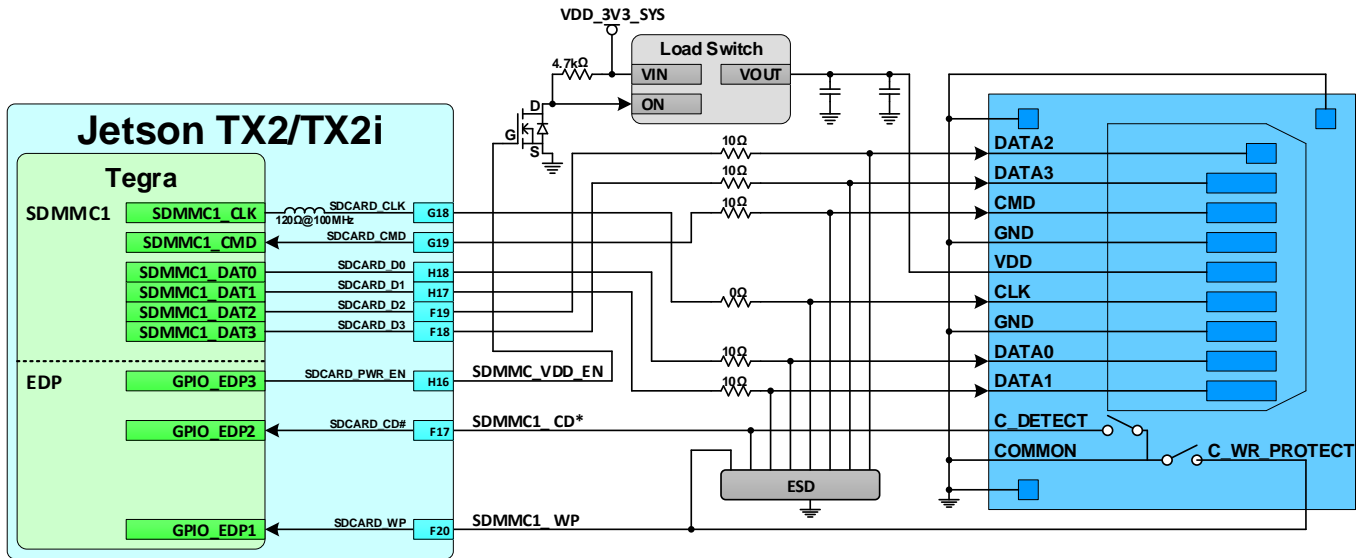 VDD_3V3_SYS
Load Switch
4.7kΩ
VIN
VOUT
ON
D
G
S
Jetson TX2/TX2i
Tegra
SDMMC1
SDMMC1_CLK
120Ω@100MHz
SDCARD_CLK
G18
SDMMC1_CMD
SDCARD_CMD
G19
SDMMC1_DAT0
SDCARD_D0
H18
SDMMC1_DAT1
SDCARD_D1
H17
SDMMC1_DAT2
SDCARD_D2
F19
SDMMC1_DAT3
SDCARD_D3
F18
EDP
GPIO_EDP3
SDCARD_PWR_EN
H16
SDMMC_VDD_EN
GPIO_EDP2
SDCARD_CD#
F17
SDMMC1_CD*
GPIO_EDP1
SDCARD_WP
F20
SDMMC1_WP
10Ω
10Ω
10Ω
0Ω
10Ω
10Ω
ESD
DATA2
DATA3
CMD
GND
VDD
CLK
GND
DATA0
DATA1
C_DETECT
COMMON
C_WR_PROTECT